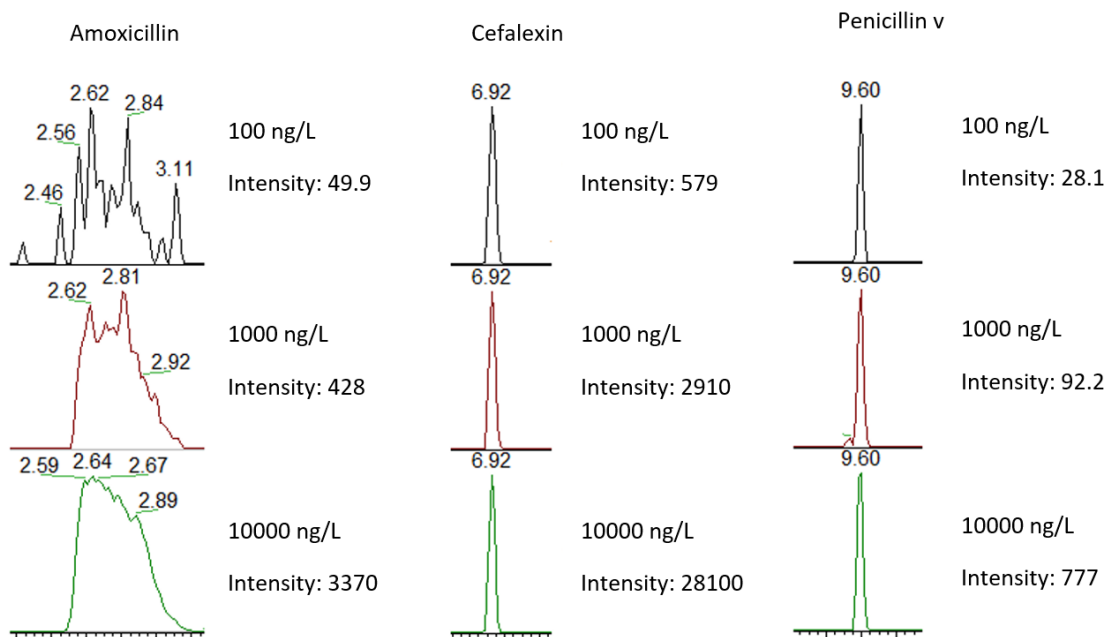 Amoxicillin
Cefalexin
Penicillin v
2.62
2.84
2.56
3.11
2.46
100 ng/L
Intensity: 49.9
6.92
100 ng/L
Intensity: 579
9.60
100 ng/L
Intensity: 28.1
2.81
2.62
2.92
1000 ng/L
Intensity: 428
6.92
1000 ng/L
Intensity: 2910
9.60
1000 ng/L
Intensity: 92.2
2.59
2.64
2.67
2.89
10000 ng/L
Intensity: 3370
6.92
10000 ng/L
Intensity: 28100
9.60
10000 ng/L
Intensity: 777